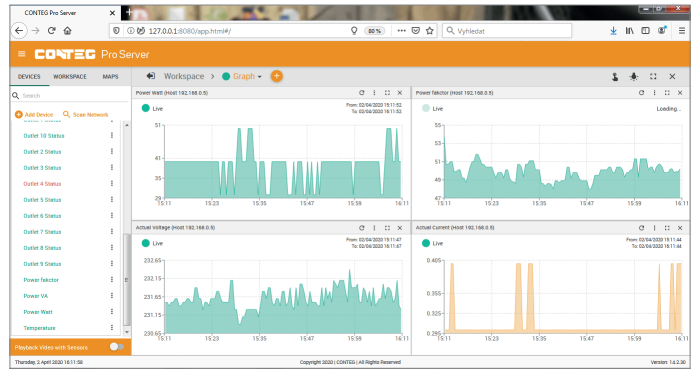 CONTEG Pro Server
127.0.0.1:8080/app.html#/
80 %
Vyhledat
CONTEG Pro Server
DEVICES WORKSPACE MAPS
Workspace > Graph
Search
Add Device Scan Network
Outlet 10 Status
Outlet 2 Status
Outlet 3 Status
Outlet 4 Status
Outlet 5 Status
Outlet 6 Status
Outlet 7 Status
Outlet 8 Status
Outlet 9 Status
Power fekctor
Power VA
Power Watt
Temperature
Playback Video with Sensors
Power Watt (Host 192.168.0.5)
Live
From: 02/04/2020 15:11:52
To: 02/04/2020 16:11:52
51
41
35
29
15:11 15:23 15:35 15:47 15:59 16:11
Power fekctor (Host 192.168.0.5)
Live
Loading...
55
53
51
49
47
15:11 15:23 15:35 15:47 15:59 16:11
Actual Voltage (Host 192.168.0.5)
Live
From: 02/04/2020 15:11:47
To: 02/04/2020 16:11:47
232.65
232.15
231.65
231.15
230.65
15:11 15:23 15:35 15:47 15:59 16:11
Actual Current (Host 192.168.0.5)
Live
From: 02/04/2020 15:11:44
To: 02/04/2020 16:11:44
0.405
0.355
0.325
0.295
15:11 15:23 15:35 15:47 15:59 16:11
Thursday, 2 April 2020 16:11:58
Copyright 2020 | CONTEG | All Rights Reserved
Version: 14.2.30